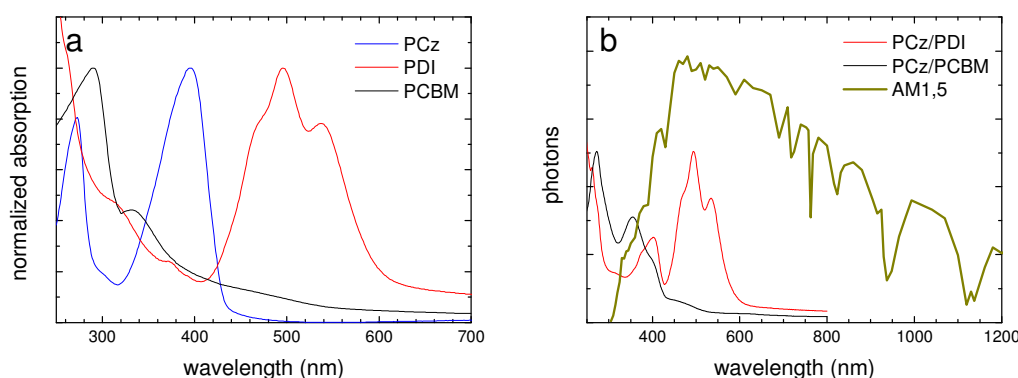 a
PCz
PDI
PCBM
normalized absorption
300 400 500 600 700
wavelength (nm)
b
PCz/PDI
PCz/PCBM
AM1,5
photons
400 600 800 1000 1200
wavelength (nm)